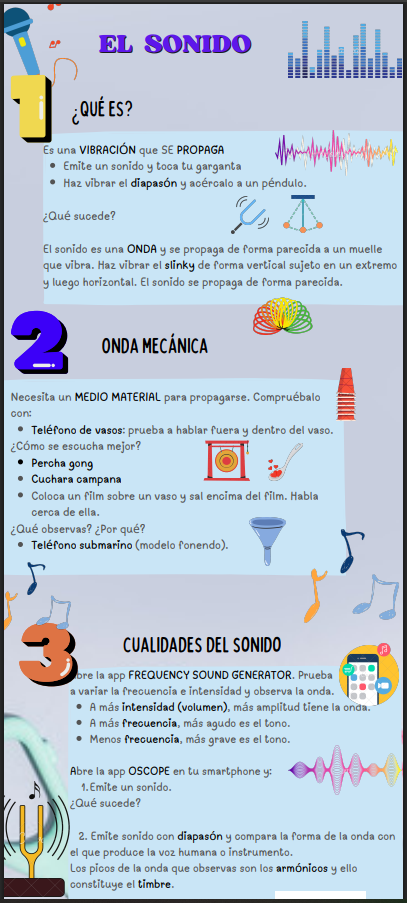 EL SONIDO
1
¿QUÉ ES?
Es una VIBRACIÓN que SE PROPAGA
Emite un sonido y toca tu garganta
Haz vibrar el diapasón y acércalo a un péndulo.
¿Qué sucede?
El sonido es una ONDA y se propaga de forma parecida a un muelle
que vibra. Haz vibrar el slinky de forma vertical sujeto en un extremo
y luego horizontal. El sonido se propaga de forma parecida.
2
ONDA MECÁNICA
Necesita un MEDIO MATERIAL para propagarse. Compruébalo
con:
Teléfono de vasos: prueba a hablar fuera y dentro del vaso.
¿Cómo se escucha mejor?
Percha gong
Cuchara campana
Coloca un film sobre un vaso y sal encima del film. Habla
cerca de ella.
¿Qué observas? ¿Por qué?
Teléfono submarino (modelo fonendo).
3
CUALIDADES DEL SONIDO
Abre la app FREQUENCY SOUND GENERATOR. Prueba
a variar la frecuencia e intensidad y observa la onda.
A más intensidad (volumen), más amplitud tiene la onda.
A más frecuencia, más agudo es el tono.
Menos frecuencia, más grave es el tono.
Abre la app OSCOPE en tu smartphone y:
1. Emite un sonido.
¿Qué sucede?
2. Emite sonido con diapasón y compara la forma de la onda con
el que produce la voz humana o instrumento.
Los picos de la onda que observas son los armónicos y ello
constituye el timbre.